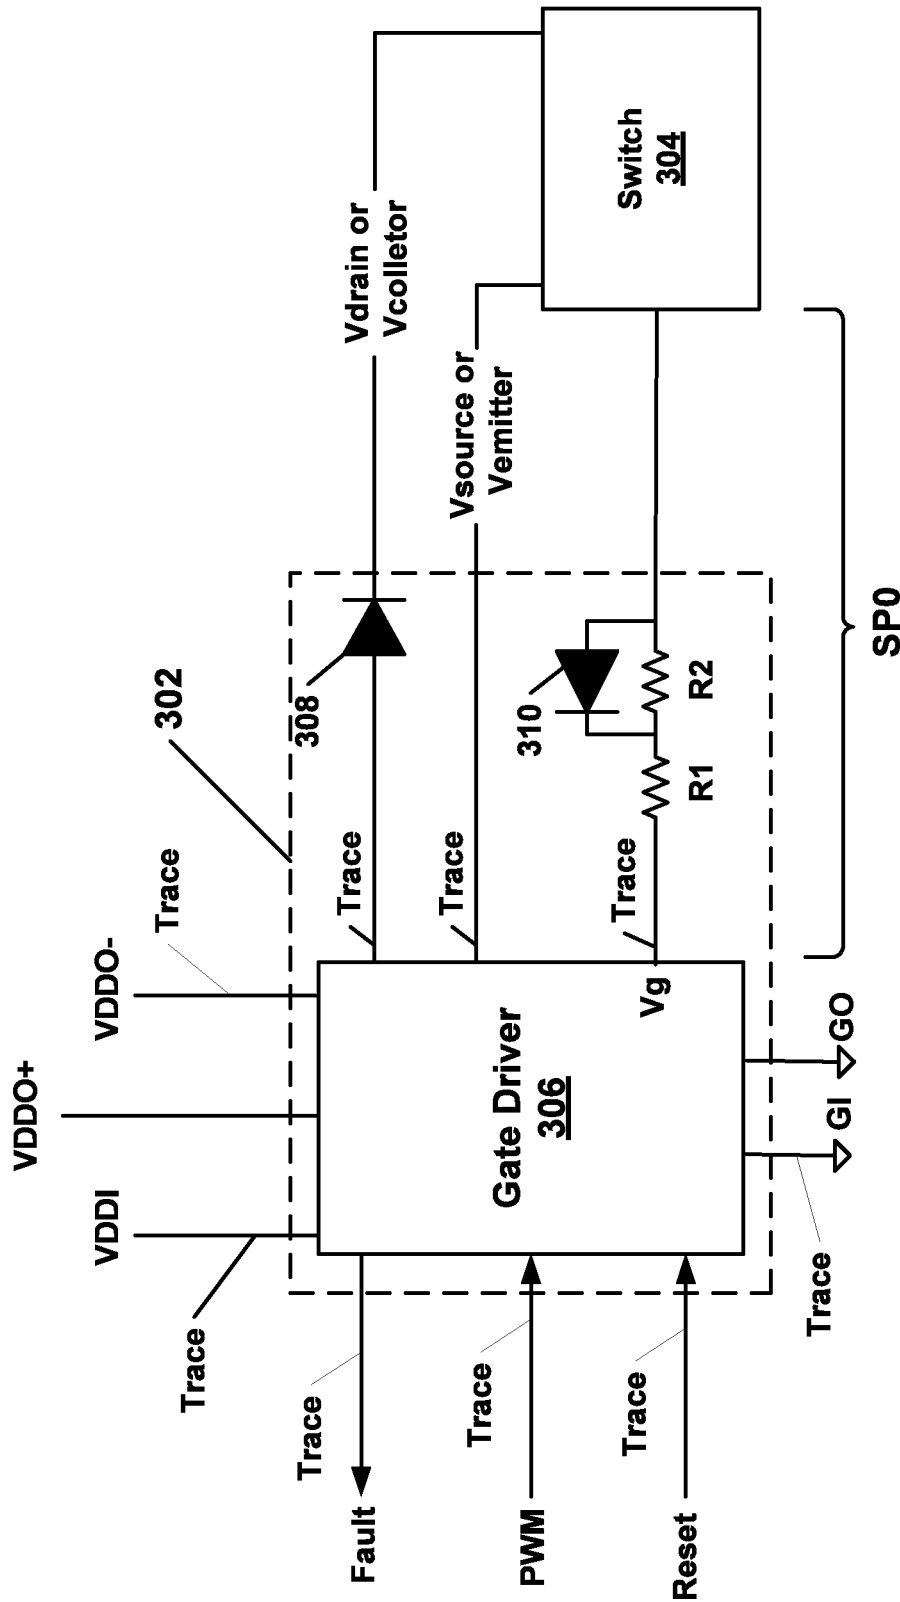 VDDI
VDDO+
VDDO-
Trace
Trace
302
Trace
Fault
Trace
PWM
Trace
Reset
Gate Driver
306
Vg
Trace
308
Vdrain or
Vcolletor
Trace
Vsource or
Vemitter
Trace
310
R1
R2
Switch
304
Trace
GI
GO
SP0